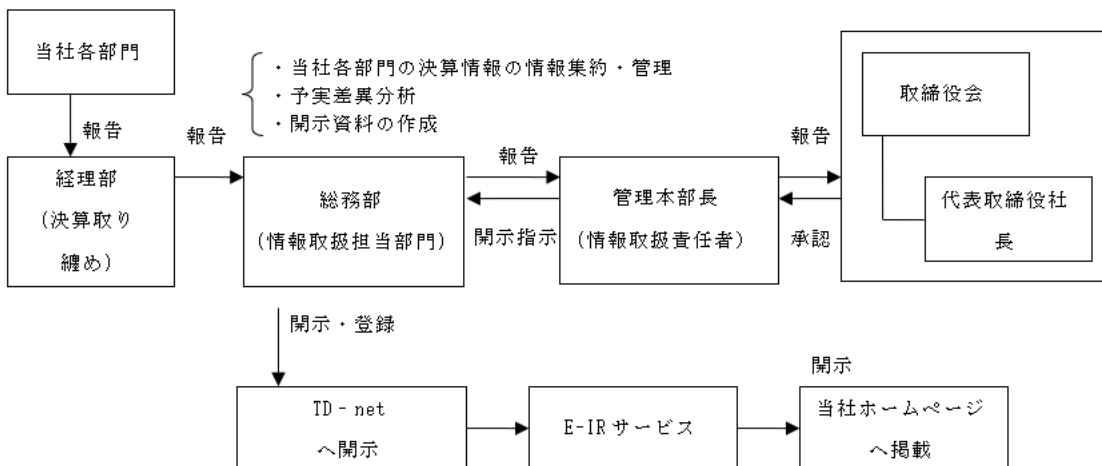 当社各部門
・当社各部門の決算情報の情報集約・管理
・予実差異分析
・開示資料の作成
取締役会
代表取締役社
長
報告
報告
経理部
(決算取り
纏め)
総務部
(情報取扱担当部門)
報告
開示指示
管理本部長
(情報取扱責任者)
報告
承認
開示・登録
TD‐net
へ開示
E-IRサービス
開示
当社ホームページ
へ掲載